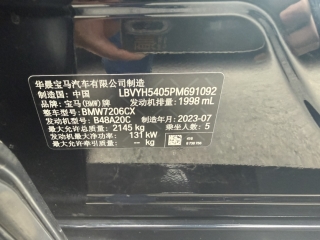 华晨宝马汽车有限公司制造
制造国：中国 LBVYH5405PM691092
品牌：宝马(BMW)牌 发动机排量：1998 mL
整车型号：BMW7206CX
发动机型号：B48A20C 制造年月：2023-07
最大允许总质量：2145 kg 乘坐人数：5
发动机最大净功率：131 kW
最大允许牵引质量：-- kg